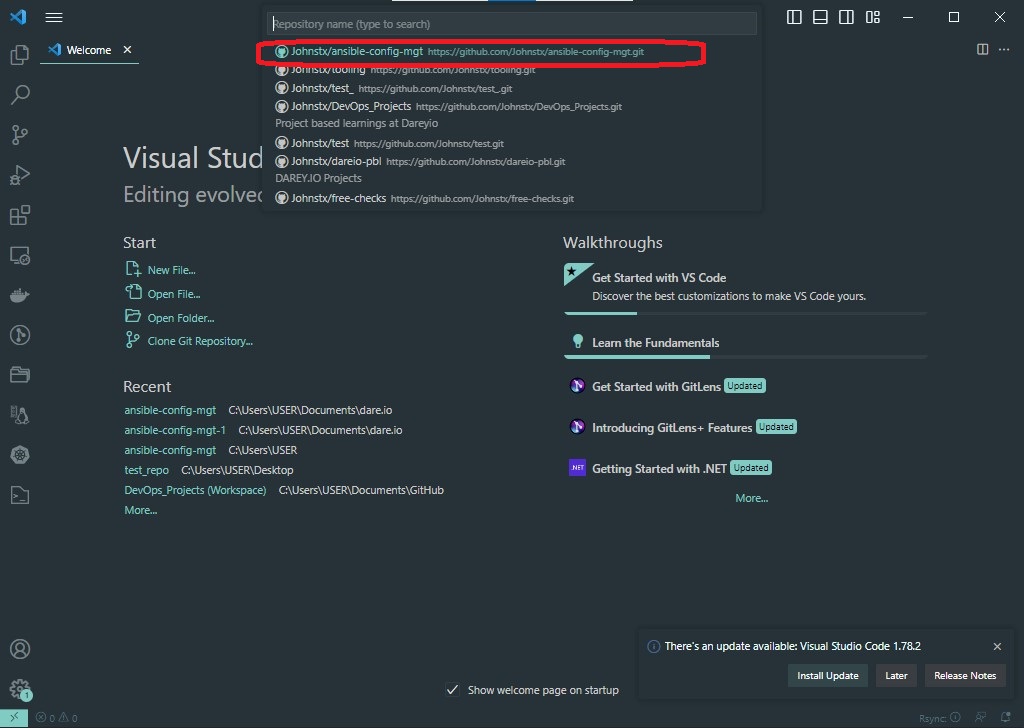 Repository name (type to search)
Johnstx/ansible-config-mgt https://github.com/Johnstx/ansible-config-mgt.git
Johnstx/tooling https://github.com/Johnstx/tooling.git
Johnstx/test_ https://github.com/Johnstx/test_.git
Johnstx/DevOps_Projects https://github.com/Johnstx/DevOps_Projects.git
Project based learnings at Dareyio
Johnstx/test https://github.com/Johnstx/test.git
Johnstx/dareio-pbl https://github.com/Johnstx/dareio-pbl.git
DAREY.IO Projects
Johnstx/free-checks https://github.com/Johnstx/free-checks.git
Welcome
Visual Stud
Editing evolve
Start
New File...
Open File...
Open Folder...
Clone Git Repository...
Recent
ansible-config-mgt C:\Users\USER\Documents\dare.io
ansible-config-mgt-1 C:\Users\USER\Documents\dare.io
ansible-config-mgt C:\Users\USER
test_repo C:\Users\USER\Desktop
DevOps_Projects (Workspace) C:\Users\USER\Documents\GitHub
More...
Walkthroughs
Get Started with VS Code
Discover the best customizations to make VS Code yours.
Learn the Fundamentals
Get Started with GitLens Updated
Introducing GitLens+ Features Updated
.NET Getting Started with .NET Updated
More...
There's an update available: Visual Studio Code 1.78.2
Install Update Later Release Notes
Show welcome page on startup
1
0 0
Rsync: